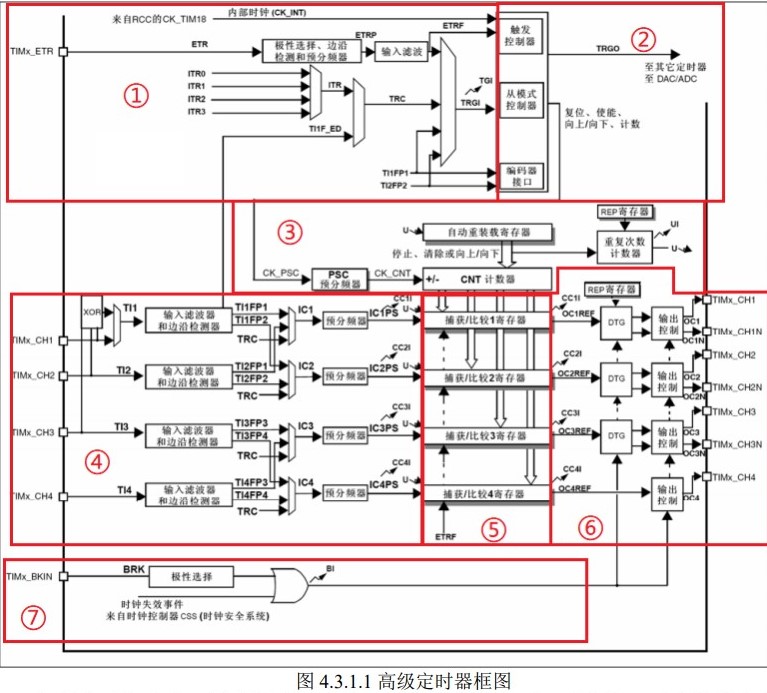 内部时钟 (CK_INT)
来自RCC的CK_TIM18
TIMx_ETR
ETR
极性选择、边沿
检测和预分频器
ETRP
输入滤波
ETRF
触发
控制器
②
TRGO
至其它定时器
至 DAC/ADC
①
ITR0
ITR1
ITR2
ITR3
ITR
TRC
TI1F_ED
TGI
TRGI
从模式
控制器
复位、使能、
向上/向下、计数
TI1FP1
TI2FP2
编码器
接口
③
U
自动重装载寄存器
停止、清除或向上/向下
REP寄存器
UI
重复次数
计数器
U
CK_PSC
PSC
预分频器
CK_CNT
+/-
CNT 计数器
REP寄存器
XOR
TI1
输入滤波器
和边沿检测器
TI1FP1
TI1FP2
TRC
IC1
预分频器
CC1I
U
IC1PS
捕获/比较1寄存器
CC1I
OC1REF
DTG
输出
控制
OC1
OC1N
TIMx_CH1
TIMx_CH1N
TIMx_CH1
TIMx_CH2
TI2
输入滤波器
和边沿检测器
TI2FP1
TI2FP2
TRC
IC2
预分频器
CC2I
U
IC2PS
捕获/比较2寄存器
CC2I
OC2REF
DTG
输出
控制
OC2
OC2N
TIMx_CH2
TIMx_CH2N
TIMx_CH3
TI3
输入滤波器
和边沿检测器
TI3FP3
TI3FP4
TRC
IC3
预分频器
CC3I
U
IC3PS
捕获/比较3寄存器
CC3I
OC3REF
DTG
输出
控制
OC3
OC3N
TIMx_CH3
TIMx_CH3N
④
TIMx_CH4
TI4
输入滤波器
和边沿检测器
TI4FP3
TI4FP4
TRC
IC4
预分频器
CC4I
U
IC4PS
捕获/比较4寄存器
CC4I
OC4REF
输出
控制
OC4
TIMx_CH4
ETRF
⑤
⑥
TIMx_BKIN
BRK
极性选择
BI
⑦
时钟失效事件
来自时钟控制器 CSS (时钟安全系统)
图 4.3.1.1 高级定时器框图